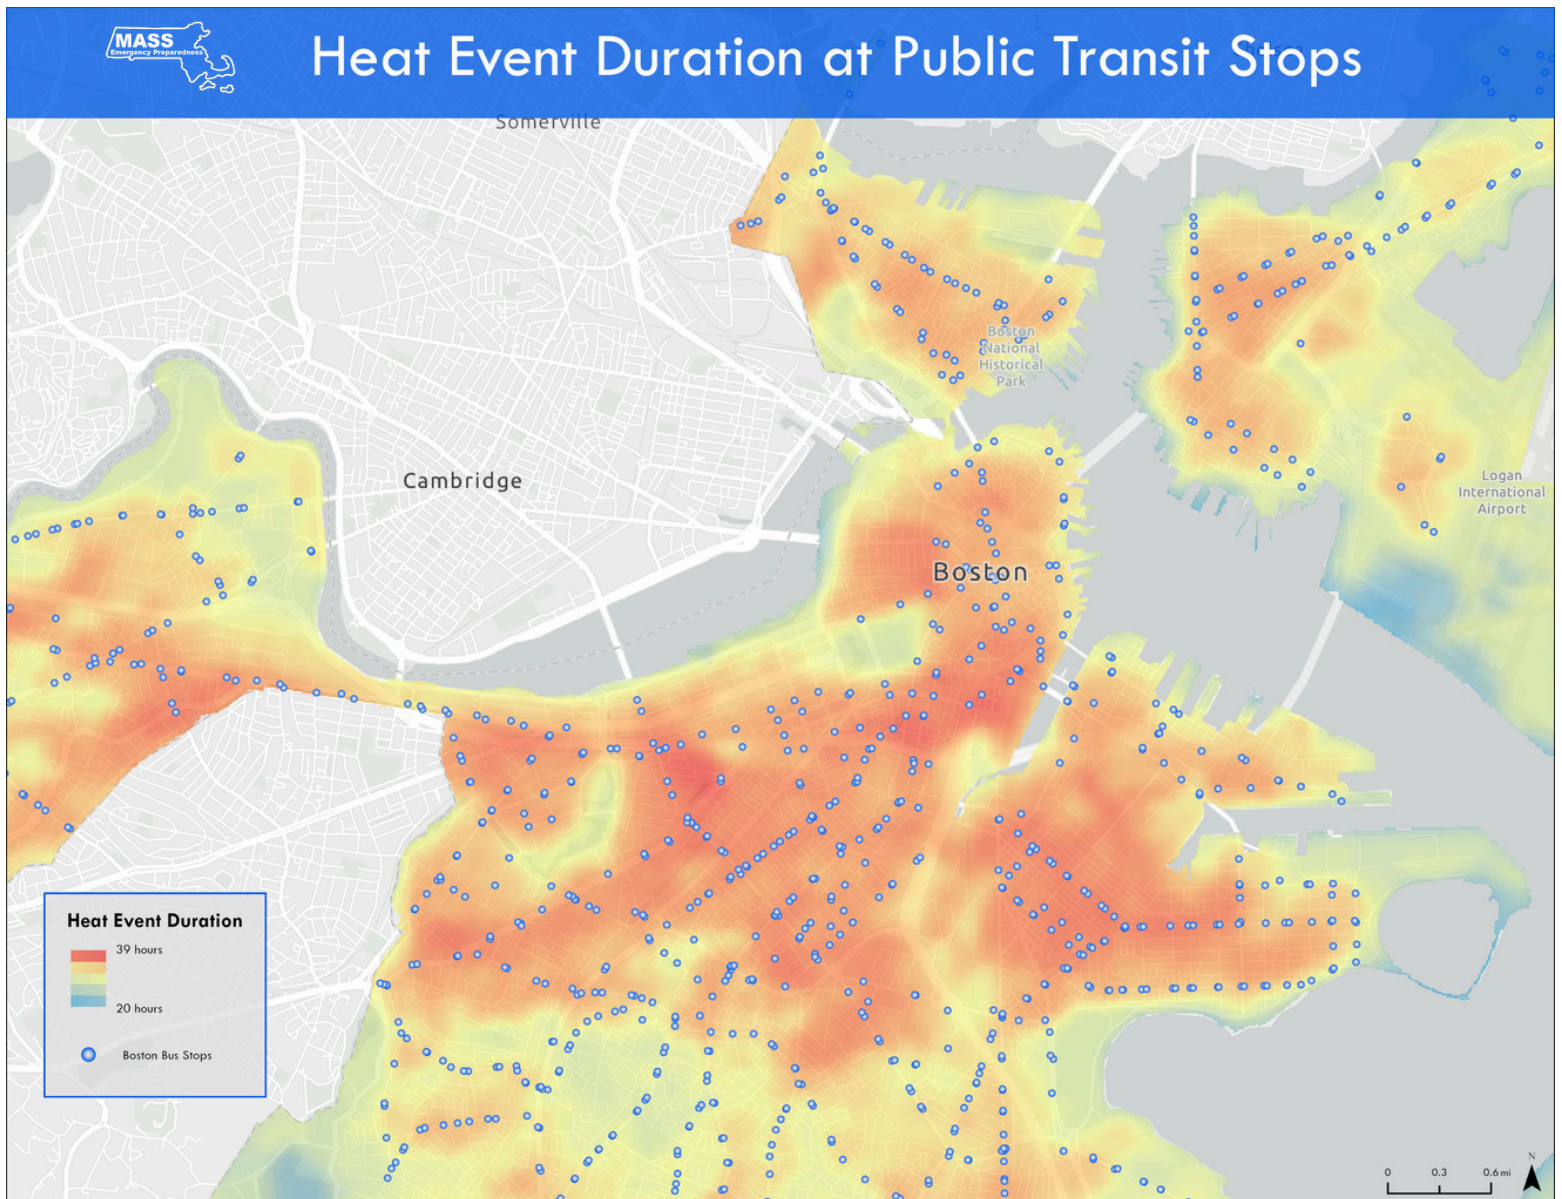 MASS
Emergency Preparedness
Heat Event Duration at Public Transit Stops
Somerville
Boston
National
Historical
Park
Cambridge
Logan
International
Airport
Boston
Heat Event Duration
39 hours
20 hours
Boston Bus Stops
N
0 0.3 0.6 mi